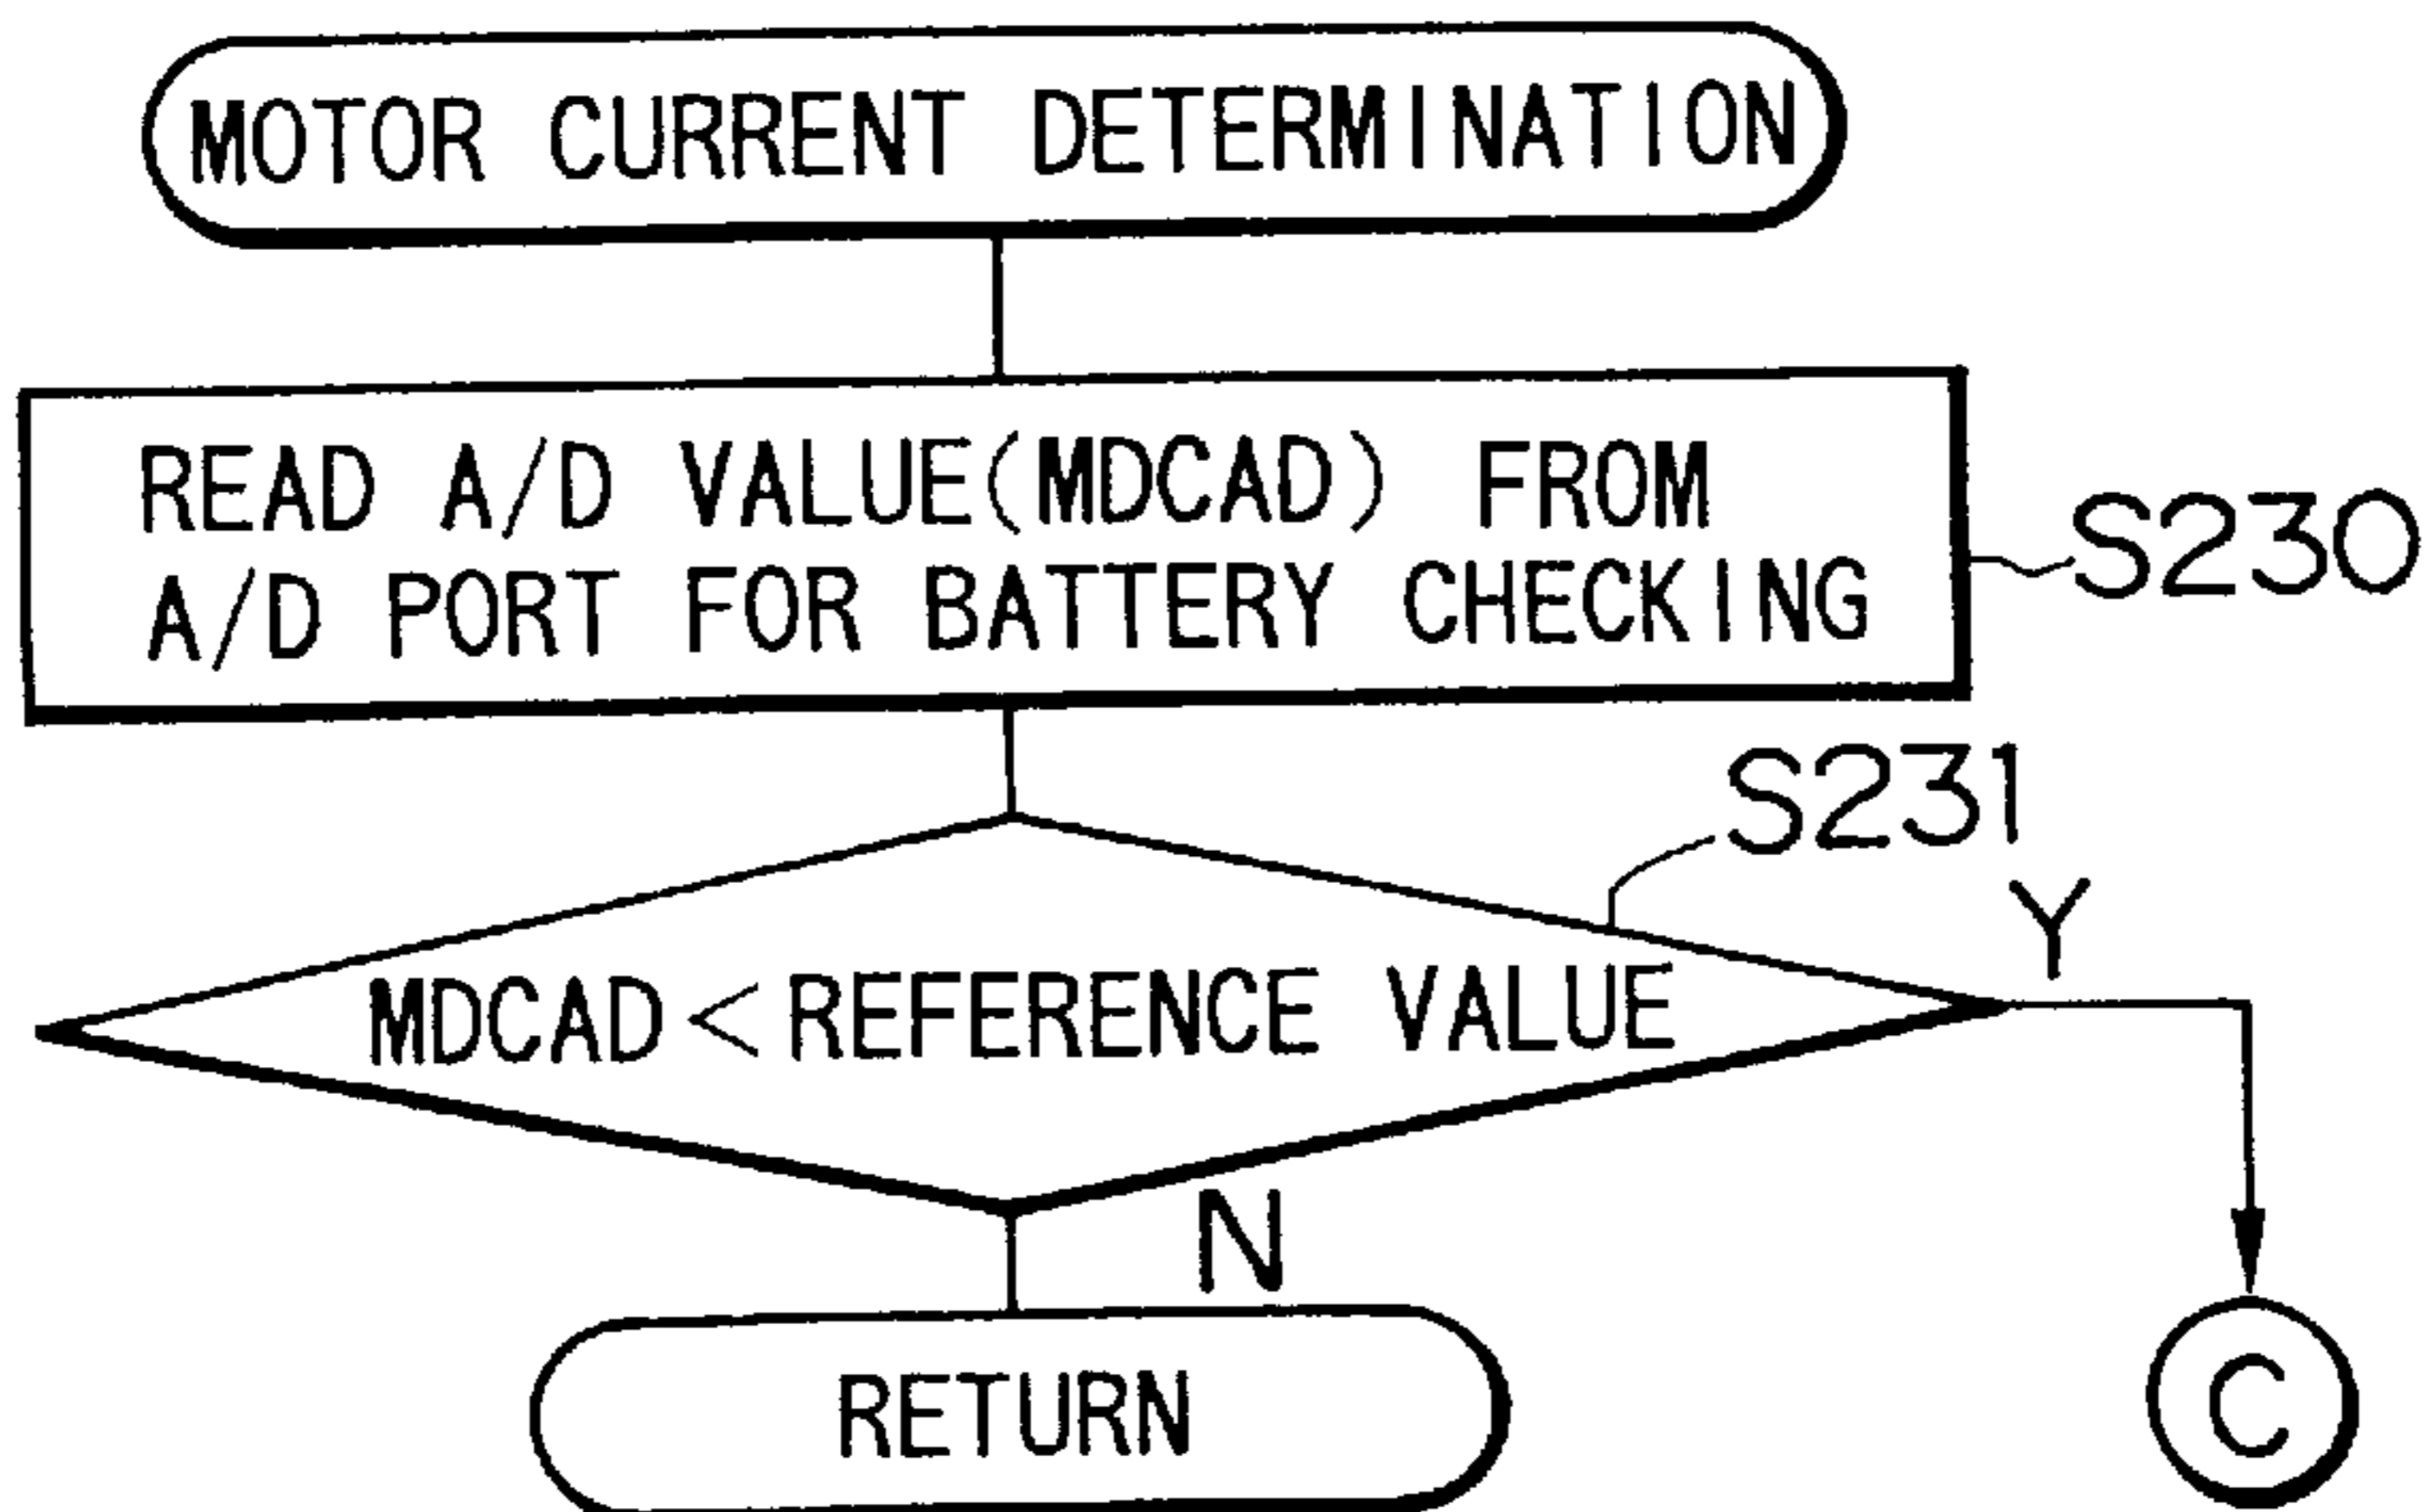 MOTOR CURRENT DETERMINATION
READ A/D VALUE(MDCAD) FROM
A/D PORT FOR BATTERY CHECKING
S230
S231
MDCAD<REFERENCE VALUE
Y
N
RETURN
C